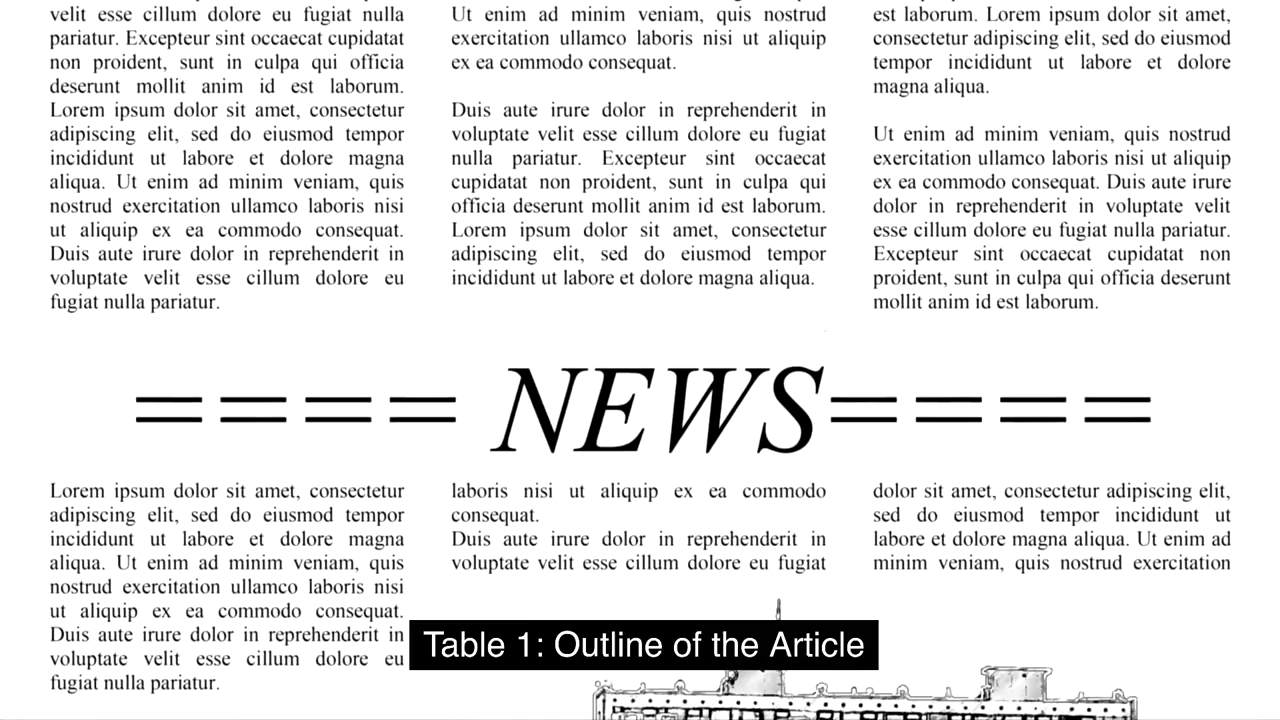 velit esse cillum dolore eu fugiat nulla
pariatur. Excepteur sint occaecat cupidatat
non proident, sunt in culpa qui officia
deserunt mollit anim id est laborum.
Lorem ipsum dolor sit amet, consectetur
adipiscing elit, sed do eiusmod tempor
incididunt ut labore et dolore magna
aliqua. Ut enim ad minim veniam, quis
nostrud exercitation ullamco laboris nisi
ut aliquip ex ea commodo consequat.
Duis aute irure dolor in reprehenderit in
voluptate velit esse cillum dolore eu
fugiat nulla pariatur.
Ut enim ad minim veniam, quis nostrud
exercitation ullamco laboris nisi ut aliquip
ex ea commodo consequat.
Duis aute irure dolor in reprehenderit in
voluptate velit esse cillum dolore eu fugiat
nulla pariatur. Excepteur sint occaecat
cupidatat non proident, sunt in culpa qui
officia deserunt mollit anim id est laborum.
Lorem ipsum dolor sit amet, consectetur
adipiscing elit, sed do eiusmod tempor
incididunt ut labore et dolore magna aliqua.
est laborum. Lorem ipsum dolor sit amet,
consectetur adipiscing elit, sed do eiusmod
tempor incididunt ut labore et dolore
magna aliqua.
Ut enim ad minim veniam, quis nostrud
exercitation ullamco laboris nisi ut aliquip
ex ea commodo consequat. Duis aute irure
dolor in reprehenderit in voluptate velit
esse cillum dolore eu fugiat nulla pariatur.
Excepteur sint occaecat cupidatat non
proident, sunt in culpa qui officia deserunt
mollit anim id est laborum.
==== NEWS ====
Lorem ipsum dolor sit amet, consectetur
adipiscing elit, sed do eiusmod tempor
incididunt ut labore et dolore magna
aliqua. Ut enim ad minim veniam, quis
nostrud exercitation ullamco laboris nisi
ut aliquip ex ea commodo consequat.
Duis aute irure dolor in reprehenderit in
voluptate velit esse cillum dolore eu
fugiat nulla pariatur.
laboris nisi ut aliquip ex ea commodo
consequat.
Duis aute irure dolor in reprehenderit in
voluptate velit esse cillum dolore eu fugiat
dolor sit amet, consectetur adipiscing elit,
sed do eiusmod tempor incididunt ut
labore et dolore magna aliqua. Ut enim ad
minim veniam, quis nostrud exercitation
Table 1: Outline of the Article